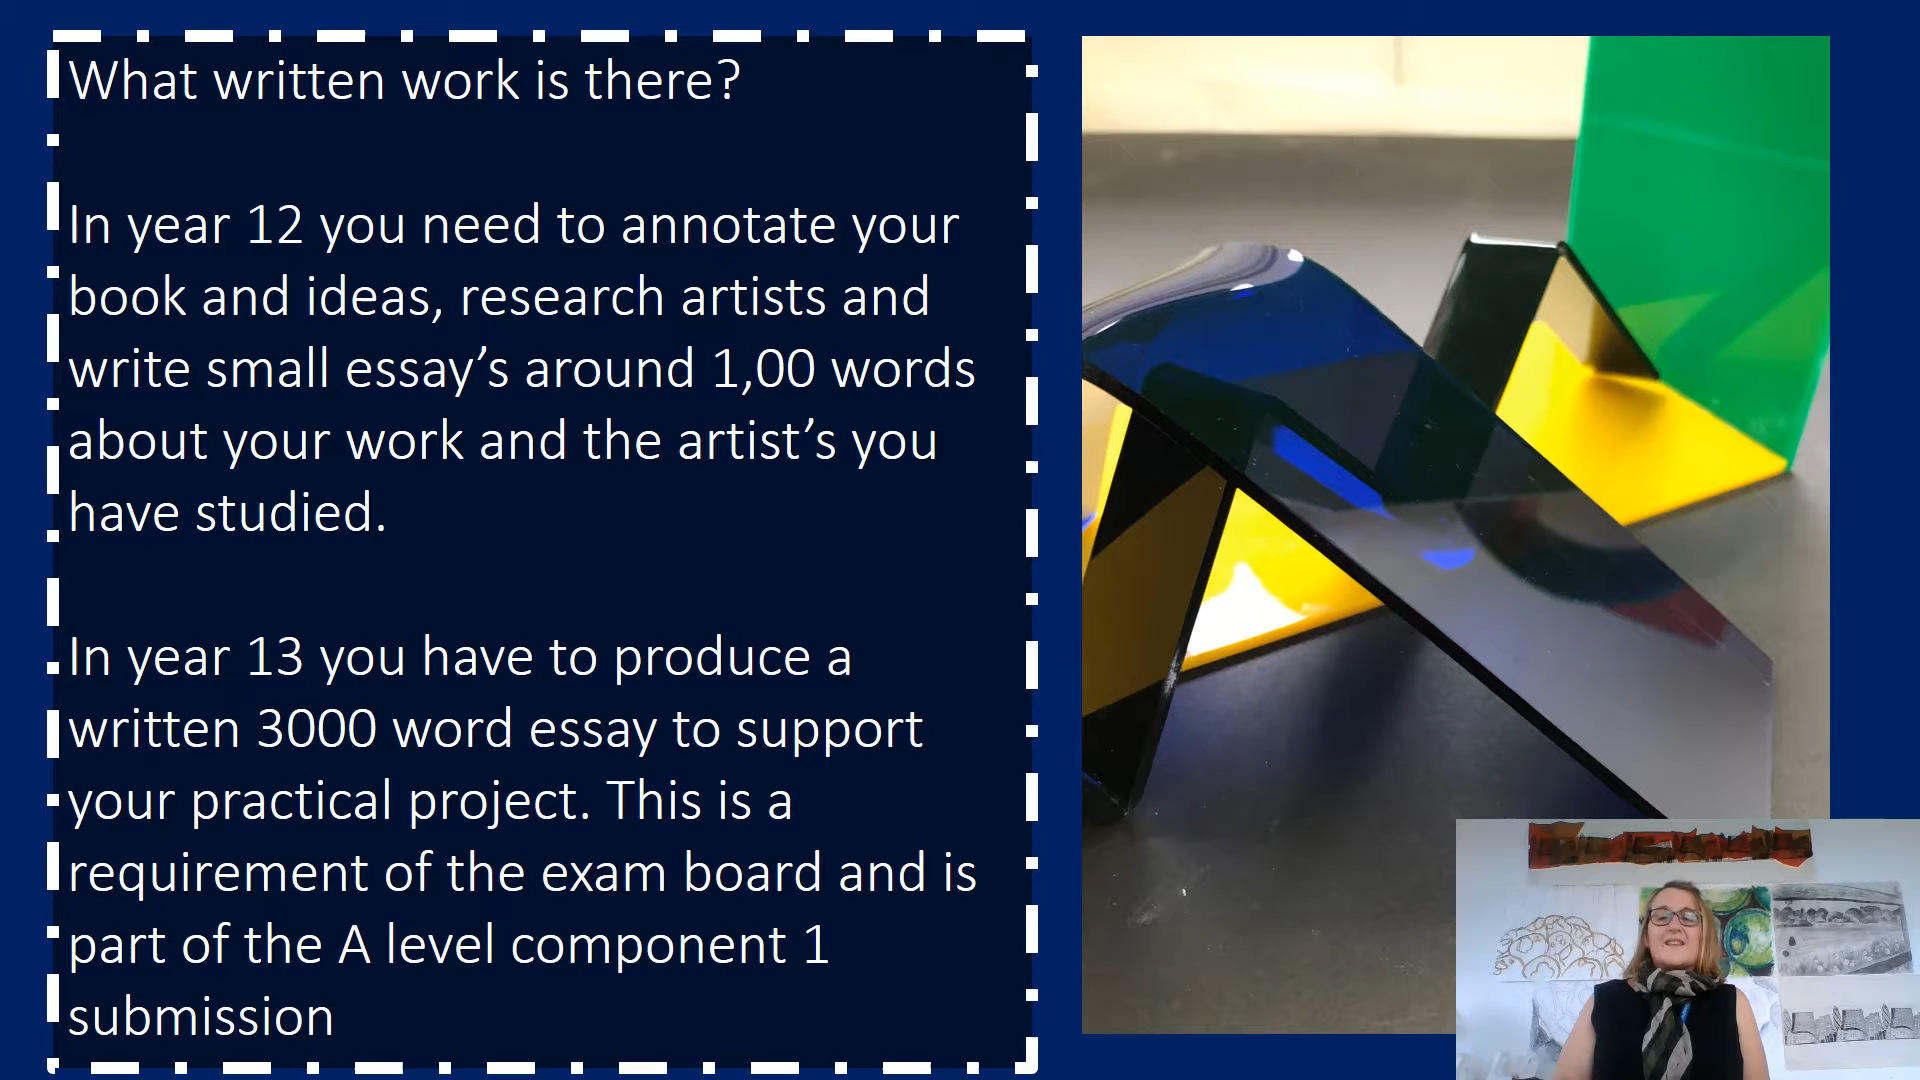 What written work is there?
In year 12 you need to annotate your
book and ideas, research artists and
write small essay’s around 1,00 words
about your work and the artist’s you
have studied.
In year 13 you have to produce a
written 3000 word essay to support
your practical project. This is a
requirement of the exam board and is
part of the A level component 1
submission